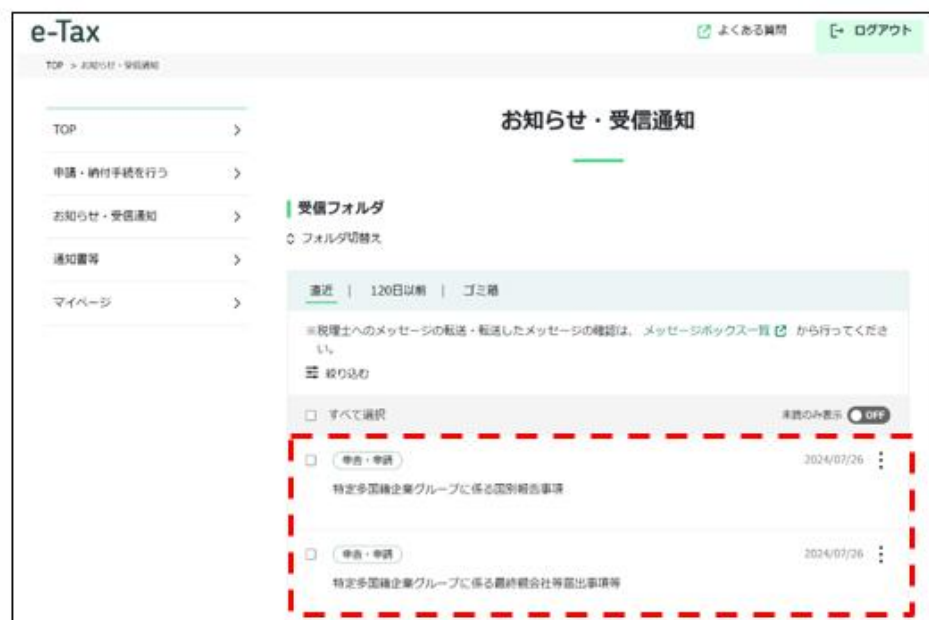 e-Tax
よくある質問
ログアウト
TOP > お知らせ・受信通知
TOP
申請・納付手続を行う
お知らせ・受信通知
通知書等
マイページ
お知らせ・受信通知
受信フォルダ
フォルダ切替え
直近 | 120日以前 | ゴミ箱
※税理士へのメッセージの転送・転送したメッセージの確認は、 メッセージボックス一覧 から行ってくださ
い。
絞り込む
すべて選択
未読のみ表示 OFF
申告・申請
2024/07/26
特定多国籍企業グループに係る国別報告事項
申告・申請
2024/07/26
特定多国籍企業グループに係る最終親会社等届出事項等